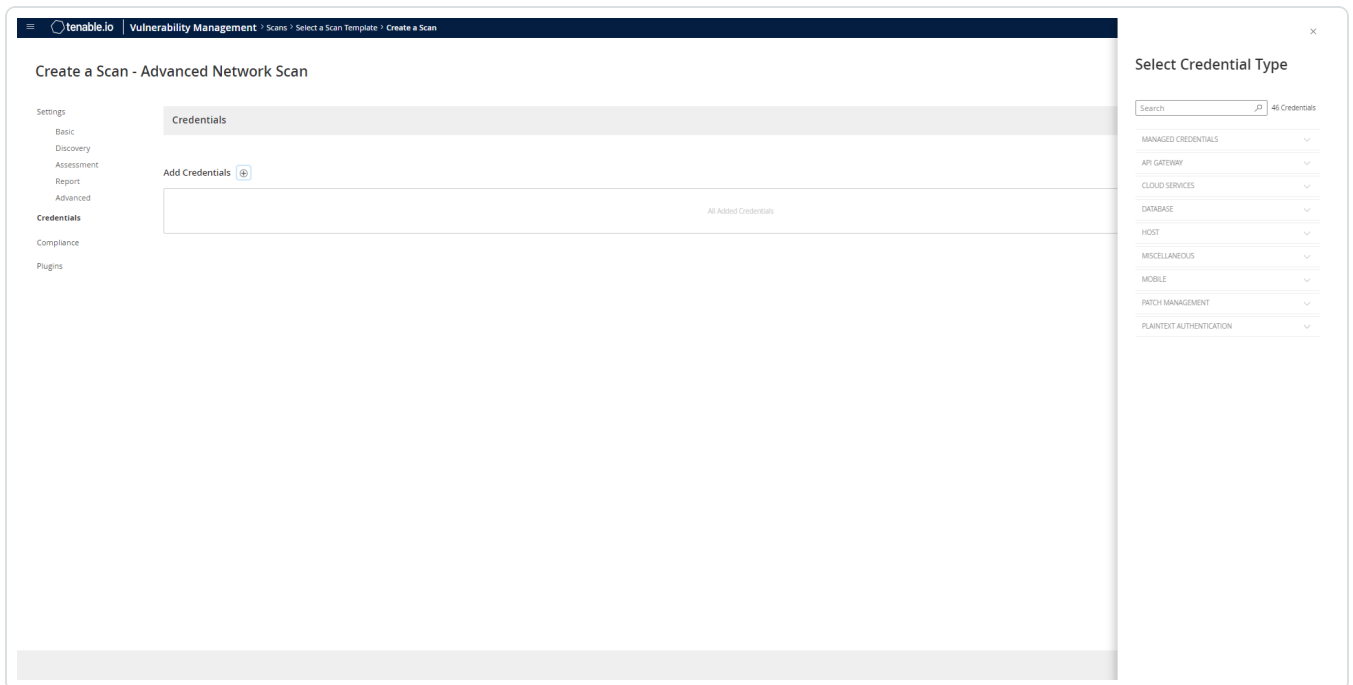 tenable.io Vulnerability Management > Scans > Select a Scan Template > Create a Scan
Create a Scan - Advanced Network Scan
Settings
Basic
Discovery
Assessment
Report
Advanced
Credentials
Compliance
Plugins
Credentials
Add Credentials
All Added Credentials
Select Credential Type
Search
46 Credentials
MANAGED CREDENTIALS
API GATEWAY
CLOUD SERVICES
DATABASE
HOST
MISCELLANEOUS
MOBILE
PATCH MANAGEMENT
PLAINTEXT AUTHENTICATION